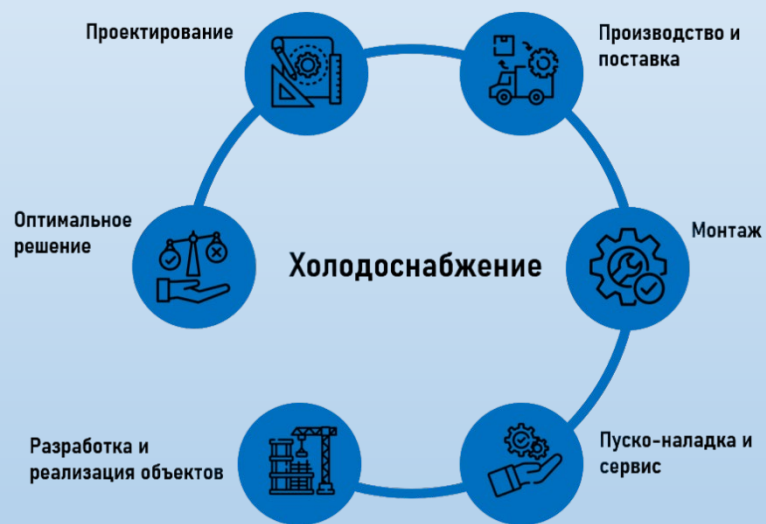 Проектирование
Производство и
поставка
Оптимальное
решение
Холодоснабжение
Монтаж
Разработка и
реализация объектов
Пуско-наладка и
сервис